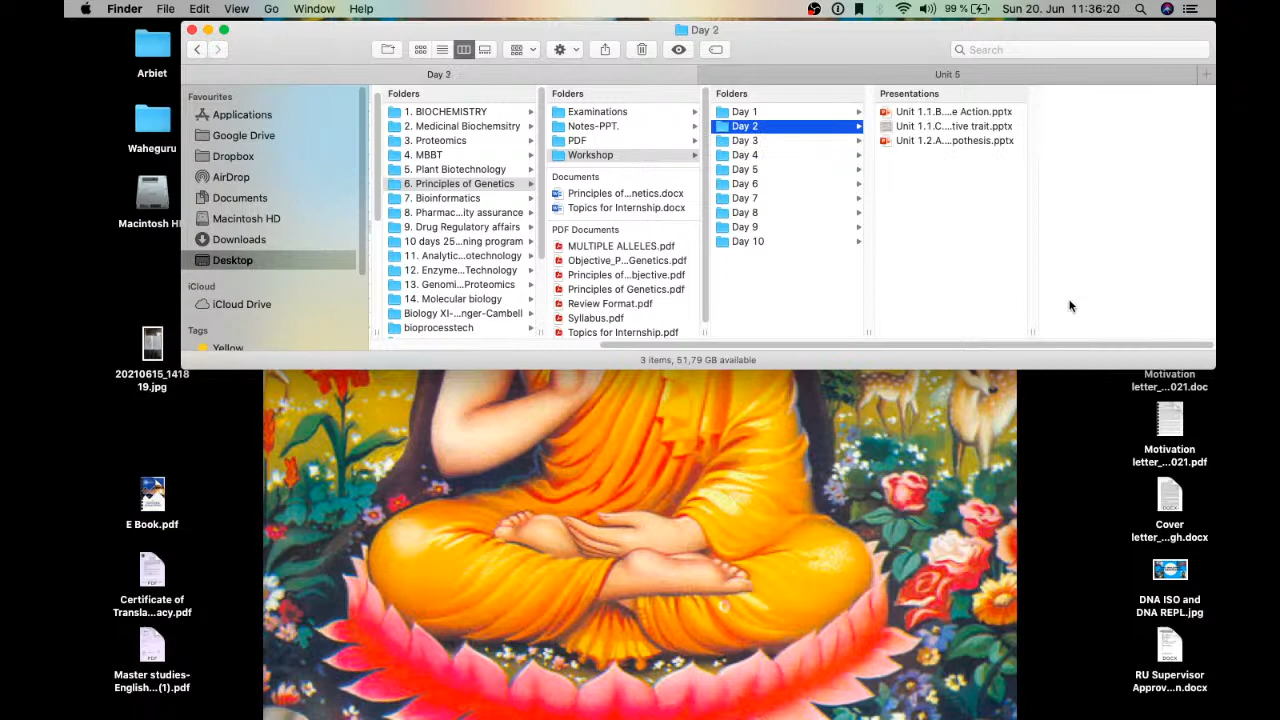 Finder File Edit View Go Window Help 99 % Sun 20. Jun 11:36:20
Day 2
Search
Day 2
Unit 5
Favourites
Applications
Google Drive
Dropbox
AirDrop
Documents
Macintosh HD
Downloads
Desktop
iCloud
iCloud Drive
Tags
Yellow
Folders
1. BIOCHEMISTRY
2. Medicinal Biochemsitry
3. Proteomics
4. MBBT
5. Plant Biotechnology
6. Principles of Genetics
7. Bioinformatics
8. Pharmac...ity assurance
9. Drug Regulatory affairs
10 days 25...ning program
11. Analytic...otechnology
12. Enzyme...Technology
13. Genomi...Proteomics
14. Molecular biology
Biology XI-...nger-Cambell
bioprocesstech
Folders
Examinations
Notes-PPT.
PDF
Workshop
Documents
Principles of...netics.docx
Topics for Internship.docx
PDF Documents
MULTIPLE ALLELES.pdf
Objective_P...Genetics.pdf
Principles o...bjective.pdf
Principles of Genetics.pdf
Review Format.pdf
Syllabus.pdf
Topics for Internship.pdf
Folders
Day 1
Day 2
Day 3
Day 4
Day 5
Day 6
Day 7
Day 8
Day 9
Day 10
Presentations
Unit 1.1.B....e Action.pptx
Unit 1.1.C....tive trait.pptx
Unit 1.2.A....pothesis.pptx
3 items, 51,79 GB available
Arbiet
Waheguru
Macintosh H
20210615_1418
19.jpg
E Book.pdf
Certificate of
Transla...acy.pdf
Master studies-
English...(1).pdf
Motivation
letter_...021.doc
Motivation
letter_...021.pdf
Cover
letter_...gh.docx
DNA ISO and
DNA REPL.jpg
RU Supervisor
Approv...n.docx